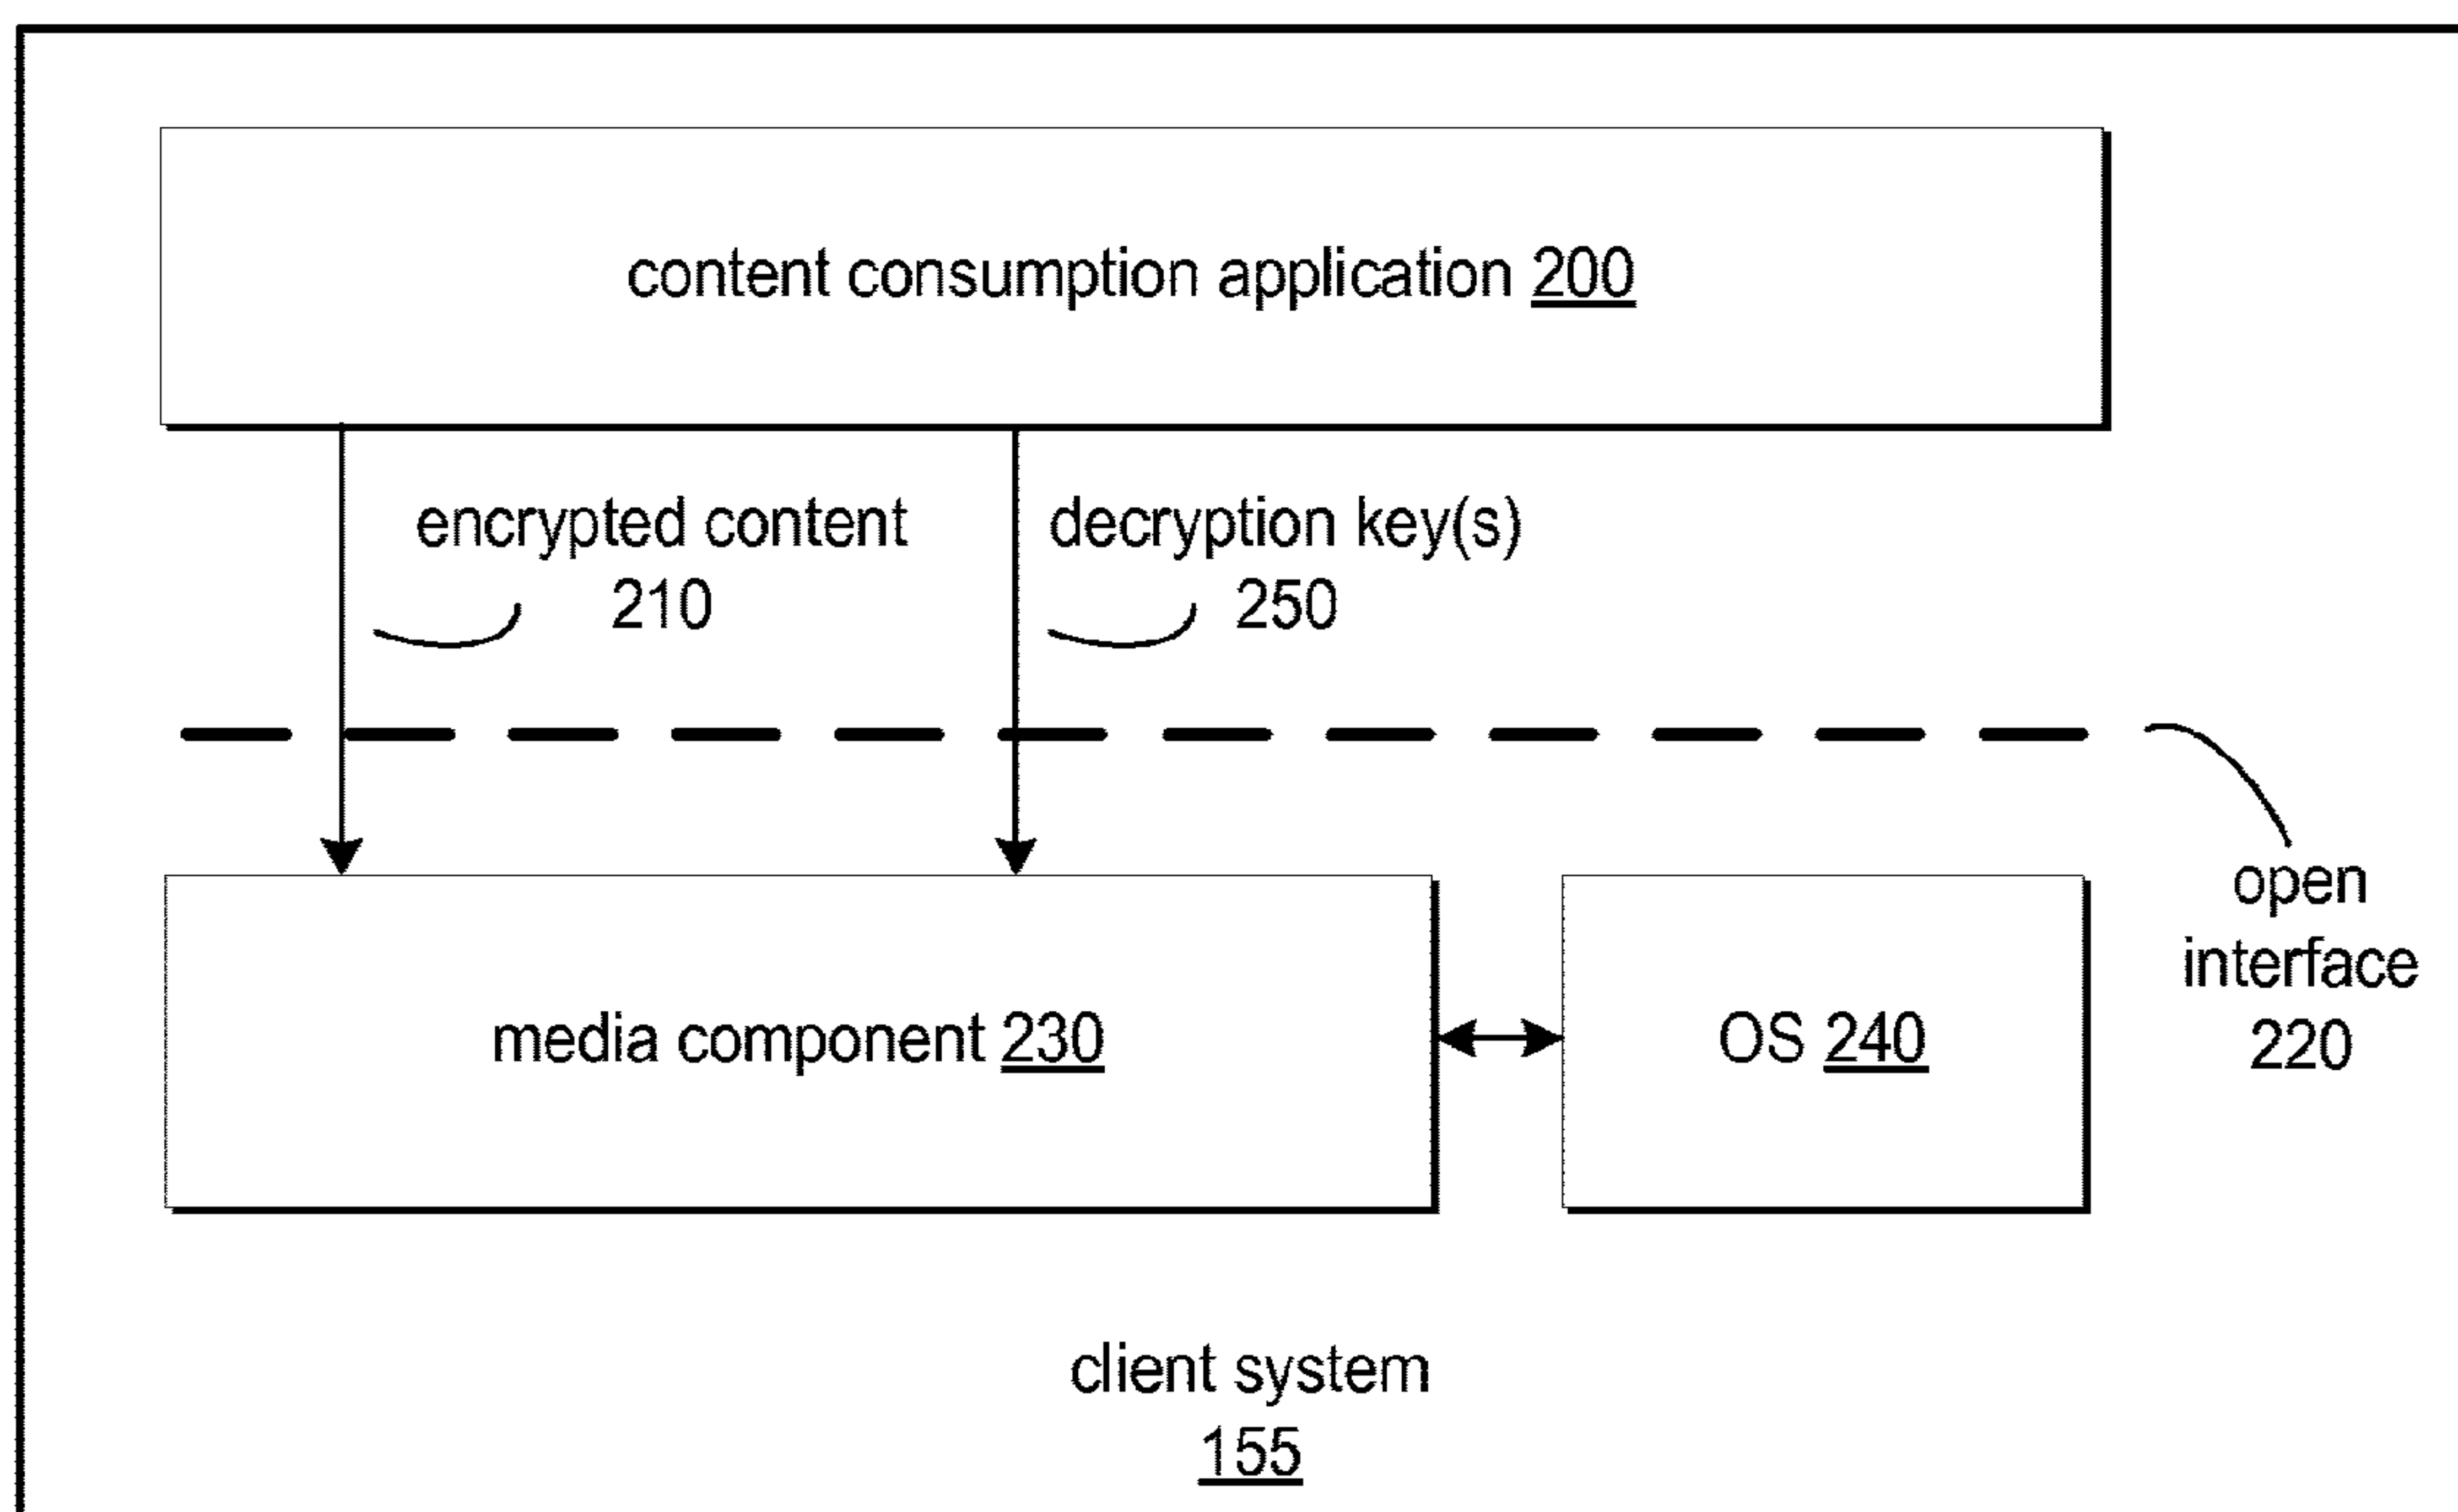 content consumption application 200
encrypted content
210
decryption key(s)
250
open
interface
220
media component 230
OS 240
client system
155